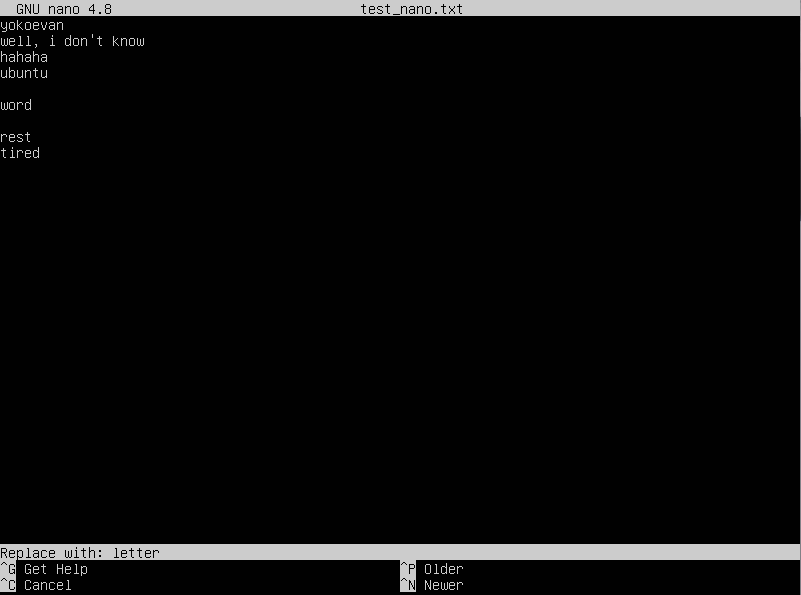 GNU nano 4.8 test_nano.txt
yokoevan
well, i don't know
hahaha
ubuntu
word
rest
tired
Replace with: letter
^G Get Help ^P Older
^C Cancel ^N Newer